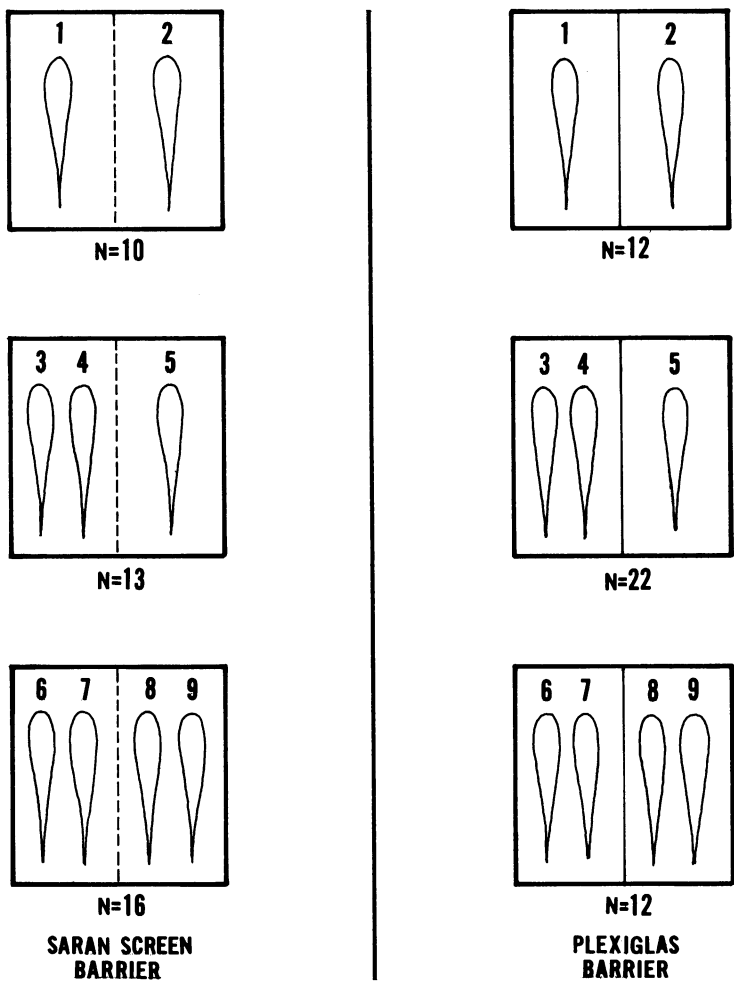 1 2
N=10
3 4 5
N=13
6 7 8 9
N=16
SARAN SCREEN
BARRIER
1 2
N=12
3 4 5
N=22
6 7 8 9
N=12
PLEXIGLAS
BARRIER